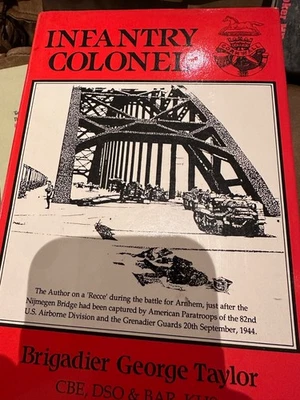 INFANTRY
COLONEL
The Author on a 'Recce' during the battle for Arnhem, just after the
Nijmegen Bridge had been captured by American Paratroops of the 82nd
U.S. Airborne Division and the Grenadier Guards 20th September, 1944.
Brigadier George Taylor
CBE, DSO & BAR,